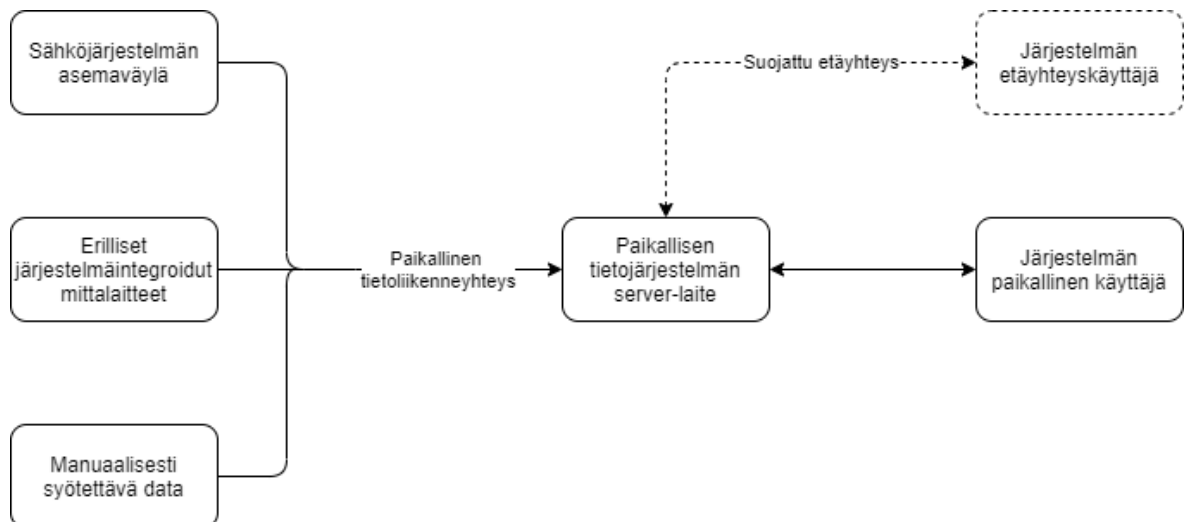 Sähköjärjestelmän
asemaväylä
Suojattu etäyhteys
Järjestelmän
etäyhteyskäyttäjä
Erilliset
järjestelmäintegroidut
mittalaitteet
Paikallinen
tietoliikenneyhteys
Paikallisen
tietojärjestelmän
server-laite
Järjestelmän
paikallinen käyttäjä
Manuaalisesti
syötettävä data